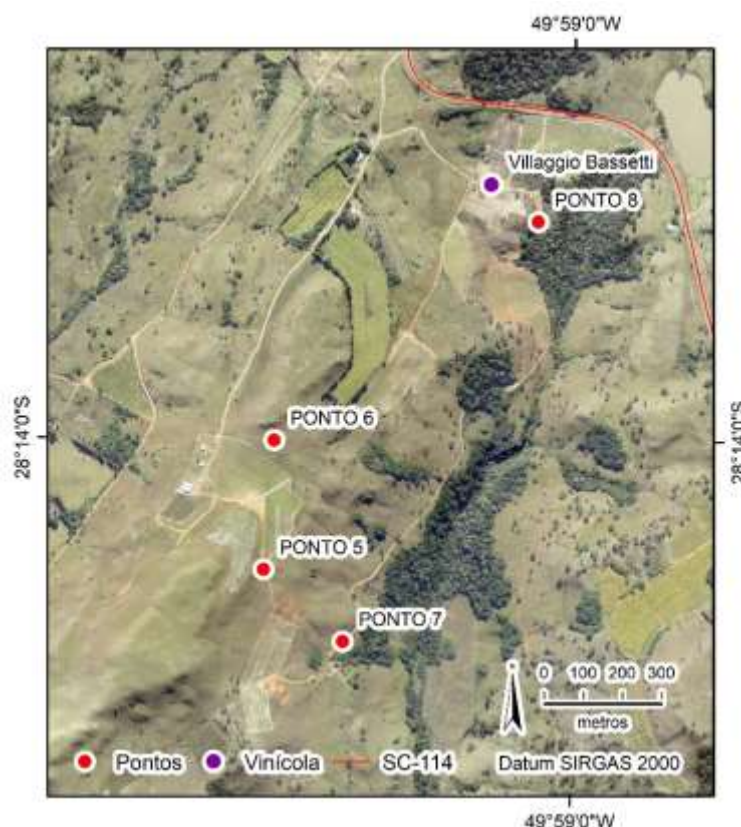 49°59'0"W
Villaggio Bassetti
PONTO 8
PONTO 6
28°14'0"S
28°14'0"S
PONTO 5
PONTO 7
0 100 200 300
metros
Pontos
Vinícola
SC-114
Datum SIRGAS 2000
49°59'0"W